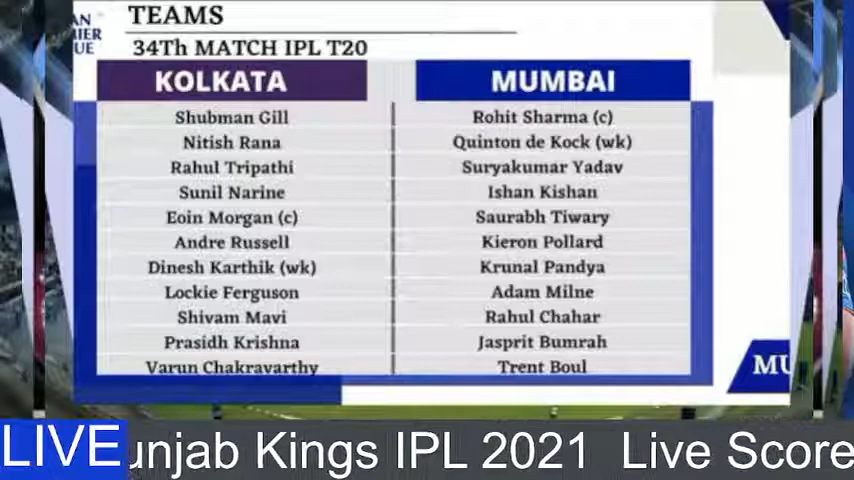 AN
TEAMS
IER
UE
34Th MATCH IPL T20
KOLKATA MUMBAI
Shubman Gill Rohit Sharma (c)
Nitish Rana Quinton de Kock (wk)
Rahul Tripathi Suryakumar Yadav
Sunil Narine Ishan Kishan
Eoin Morgan (c) Saurabh Tiwary
Andre Russell Kieron Pollard
Dinesh Karthik (wk) Krunal Pandya
Lockie Ferguson Adam Milne
Shivam Mavi Rahul Chahar
Prasidh Krishna Jasprit Bumrah
Varun Chakravarthy Trent Boul
MU
LIVE unjab Kings IPL 2021 Live Score